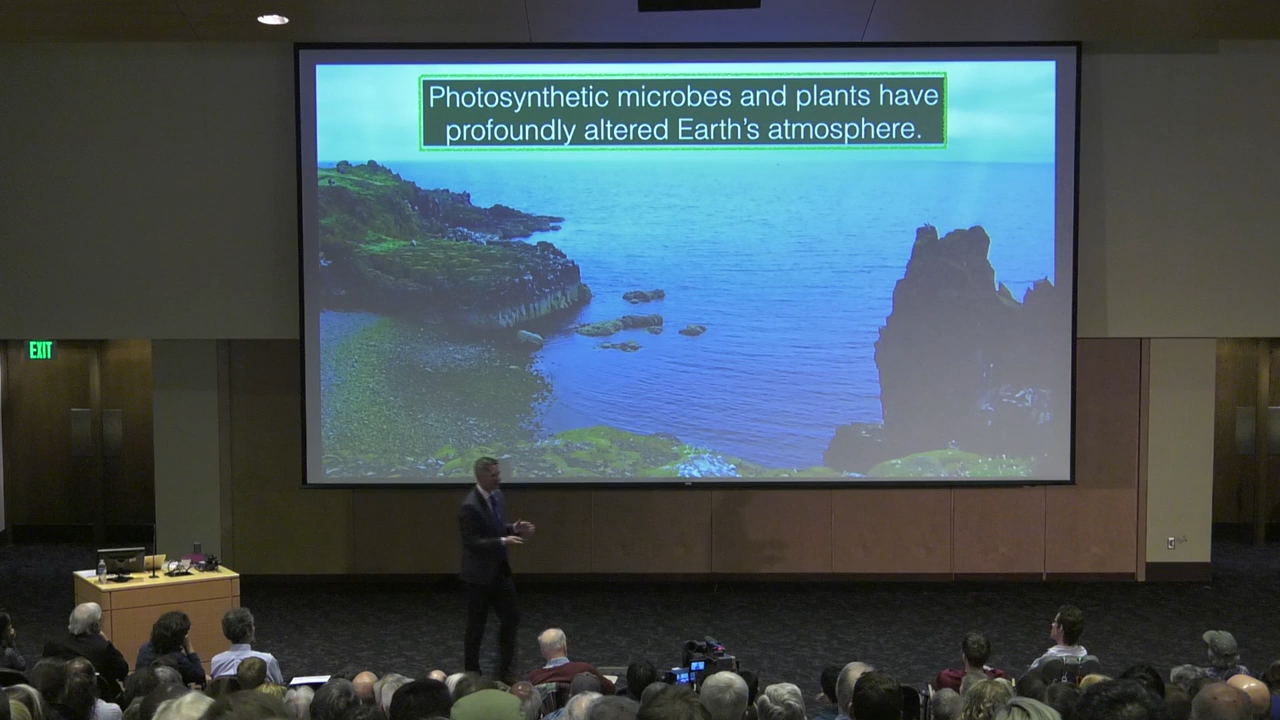 Photosynthetic microbes and plants have
profoundly altered Earth's atmosphere.
EXIT